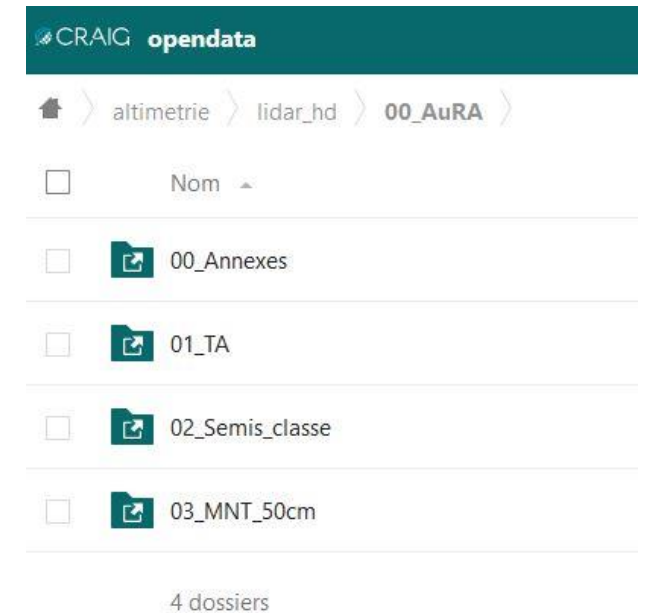 CRAIG opendata
altimetrie lidar_hd 00_AuRA
Nom
00_Annexes
01_TA
02_Semis_classe
03_MNT_50cm
4 dossiers